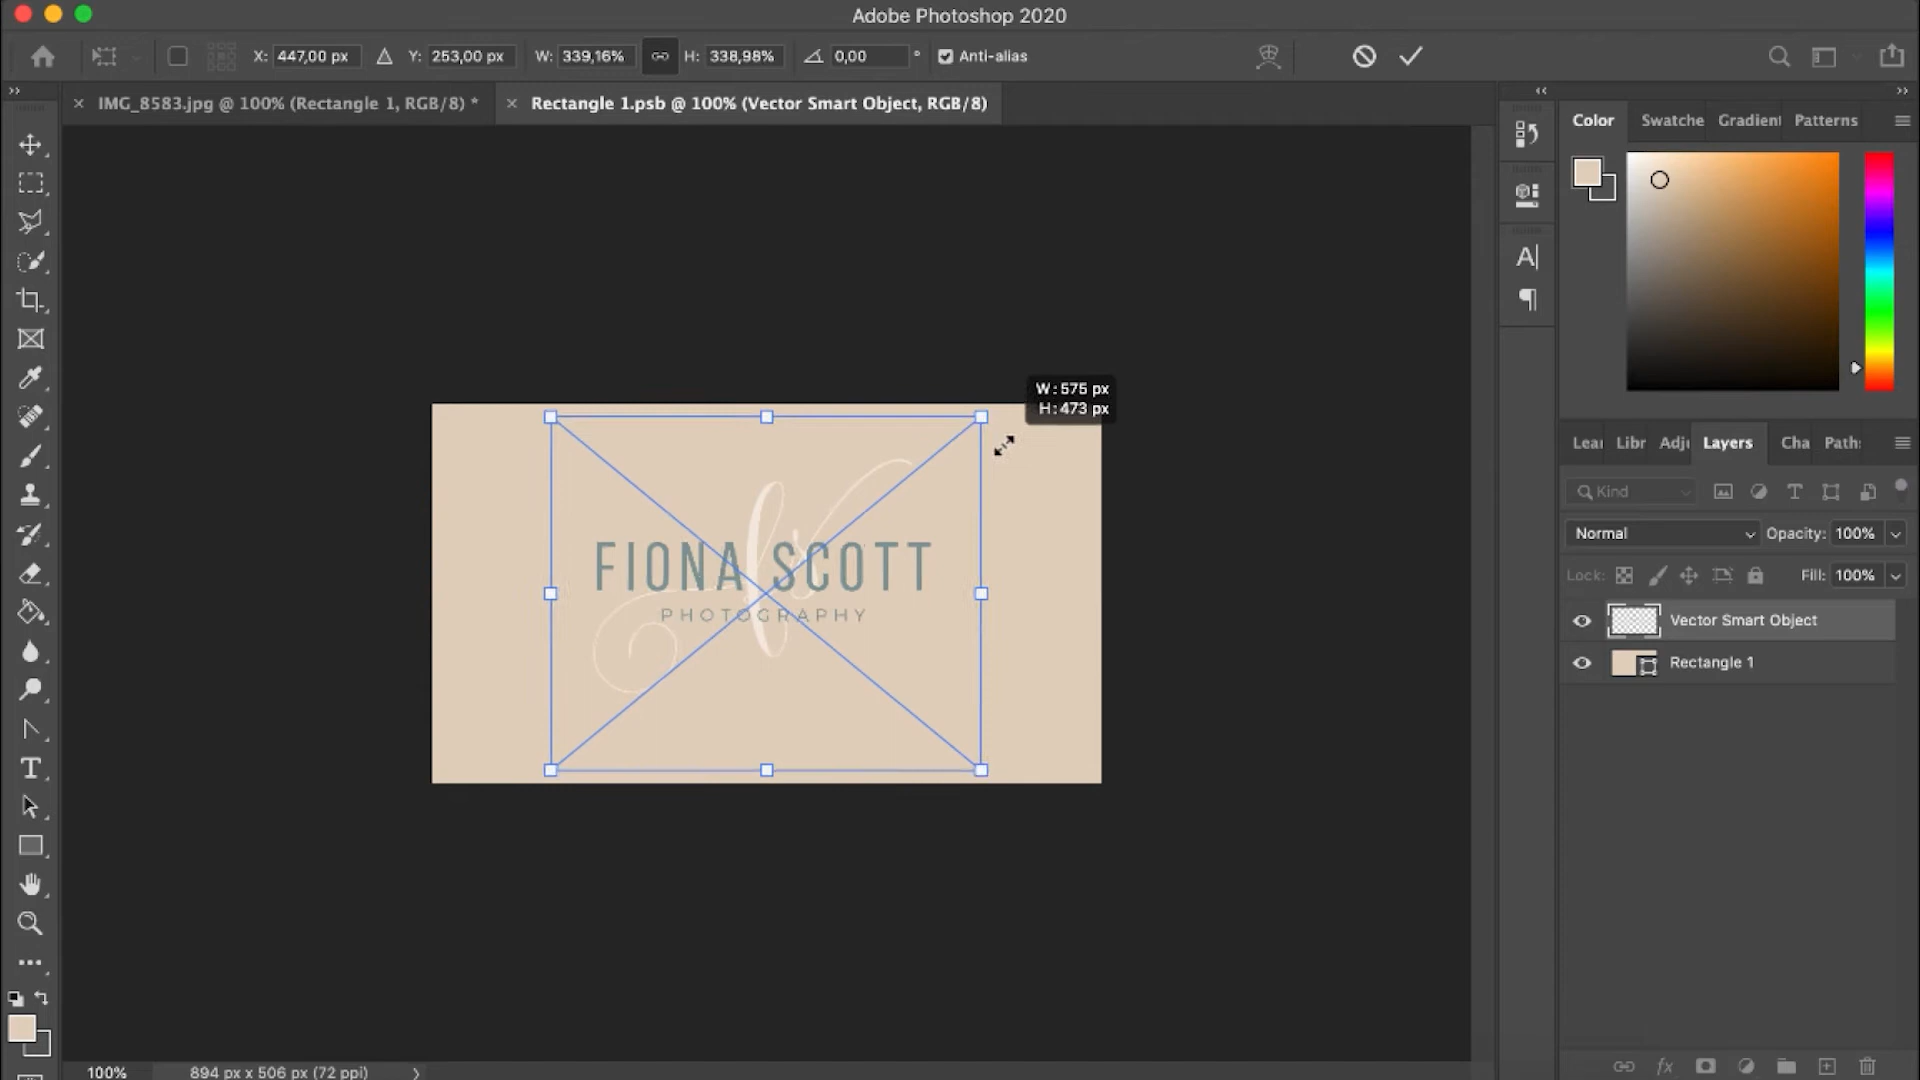 Adobe Photoshop 2020
X: 447,00 px Y: 253,00 px W: 339,16% H: 338,98% 0,00 ° Anti-alias
IMG_8583.jpg @ 100% (Rectangle 1, RGB/8) *
Rectangle 1.psb @ 100% (Vector Smart Object, RGB/8)
Color Swatche Gradient Patterns
W: 575 px
H: 473 px
fs
FIONA SCOTT
PHOTOGRAPHY
Lear Libr Adju Layers Cha Path:
Kind
Normal Opacity: 100%
Lock: Fill: 100%
Vector Smart Object
Rectangle 1
100% 894 px x 506 px (72 ppi)